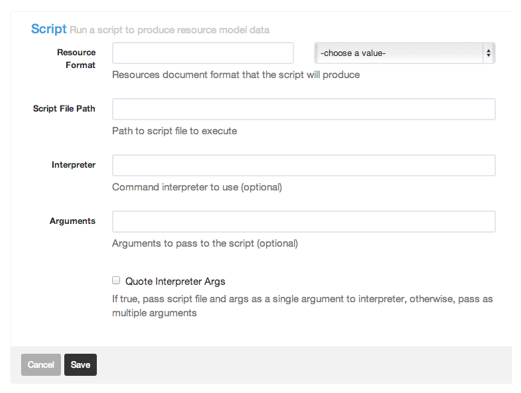 Script Run a script to produce resource model data
Resource Format -choose a value-
Resources document format that the script will produce
Script File Path
Path to script file to execute
Interpreter
Command interpreter to use (optional)
Arguments
Arguments to pass to the script (optional)
Quote Interpreter Args
If true, pass script file and args as a single argument to interpreter, otherwise, pass as
multiple arguments
Cancel Save